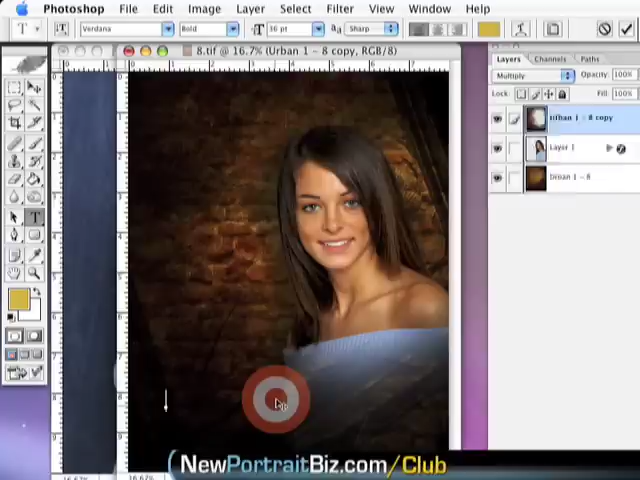 Photoshop File Edit Image Layer Select Filter View Window Help
T Verdana Bold T 16 pt aa Sharp
8.tif @ 16.7% (Urban 1 - 8 copy, RGB/8)
Layers Channels Paths
Multiply Opacity: 100%
Lock: Fill: 100%
Urban 1 - 8 copy
Layer 1
Urban 1 - 8
NewPortraitBiz.com/Club